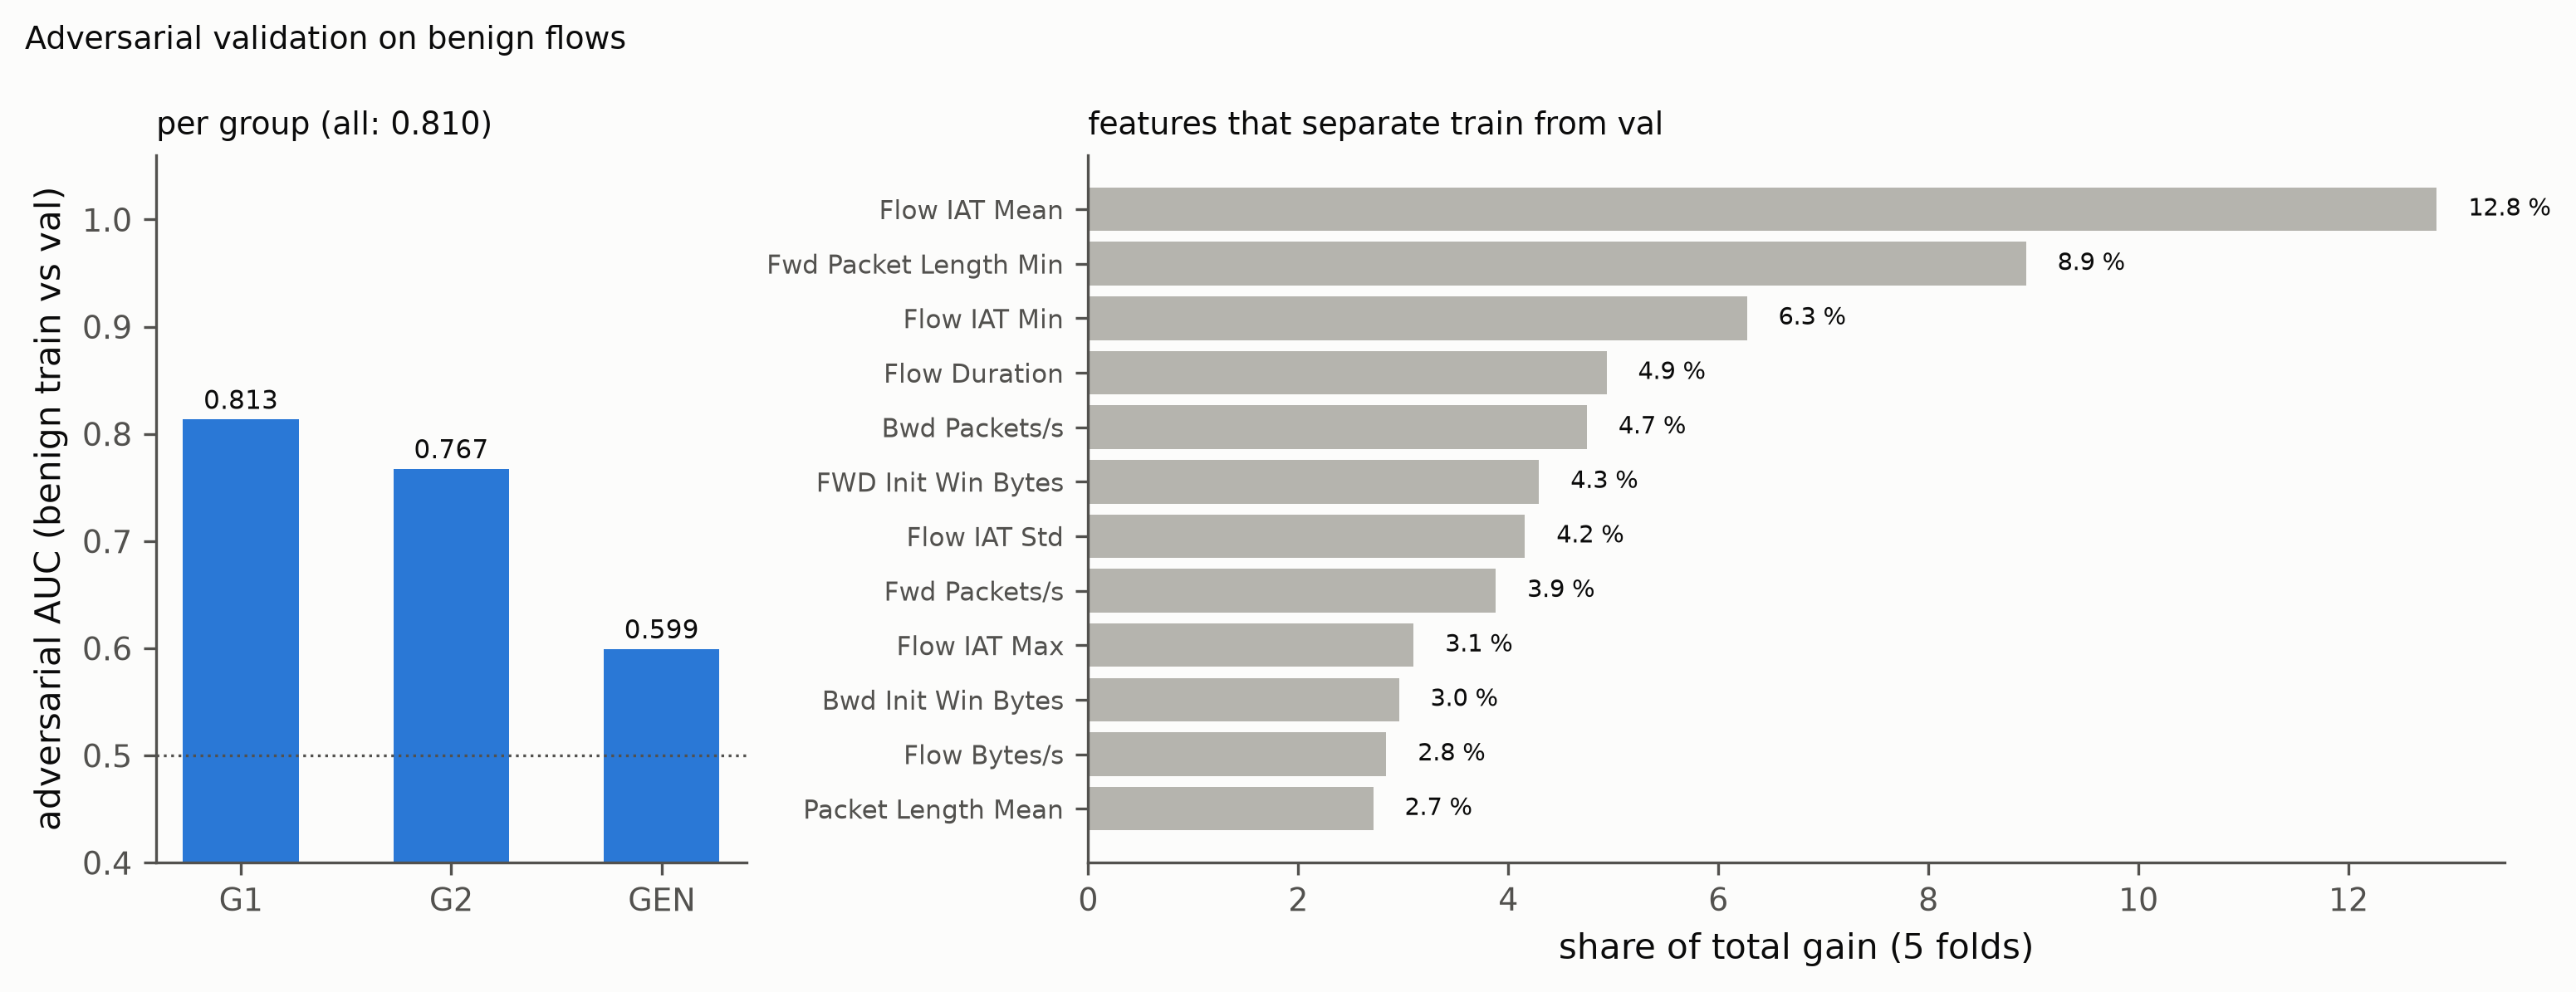 Adversarial validation on benign flows
per group (all: 0.810)
adversarial AUC (benign train vs val)
1.0
0.9
0.8
0.7
0.6
0.5
0.4
0.813
0.767
0.599
G1 G2 GEN
features that separate train from val
Flow IAT Mean 12.8 %
Fwd Packet Length Min 8.9 %
Flow IAT Min 6.3 %
Flow Duration 4.9 %
Bwd Packets/s 4.7 %
FWD Init Win Bytes 4.3 %
Flow IAT Std 4.2 %
Fwd Packets/s 3.9 %
Flow IAT Max 3.1 %
Bwd Init Win Bytes 3.0 %
Flow Bytes/s 2.8 %
Packet Length Mean 2.7 %
0 2 4 6 8 10 12
share of total gain (5 folds)